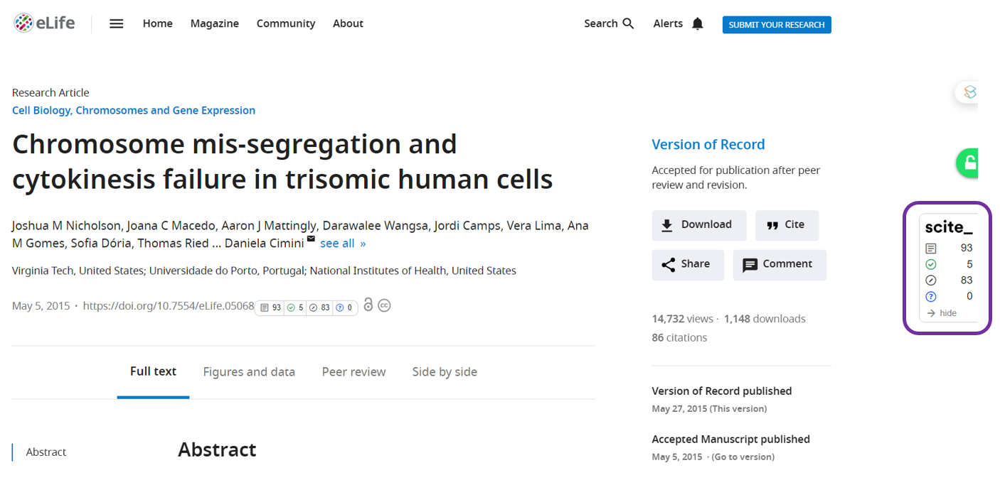 eLife
Home Magazine Community About
Search Alerts SUBMIT YOUR RESEARCH
Research Article
Cell Biology, Chromosomes and Gene Expression
Chromosome mis-segregation and
cytokinesis failure in trisomic human cells
Joshua M Nicholson, Joana C Macedo, Aaron J Mattingly, Darawalee Wangsa, Jordi Camps, Vera Lima, Ana
M Gomes, Sofia Dória, Thomas Ried ... Daniela Cimini see all »
Virginia Tech, United States; Universidade do Porto, Portugal; National Institutes of Health, United States
May 5, 2015 · https://doi.org/10.7554/eLife.05068 93 5 83 ? 0 cc
Full text Figures and data Peer review Side by side
Abstract
Abstract
Version of Record
Accepted for publication after peer
review and revision.
Download Cite
Share Comment
14,732 views · 1,148 downloads
86 citations
Version of Record published
May 27, 2015 (This version)
Accepted Manuscript published
May 5, 2015 · (Go to version)
scite_
93
5
83
? 0
→ hide